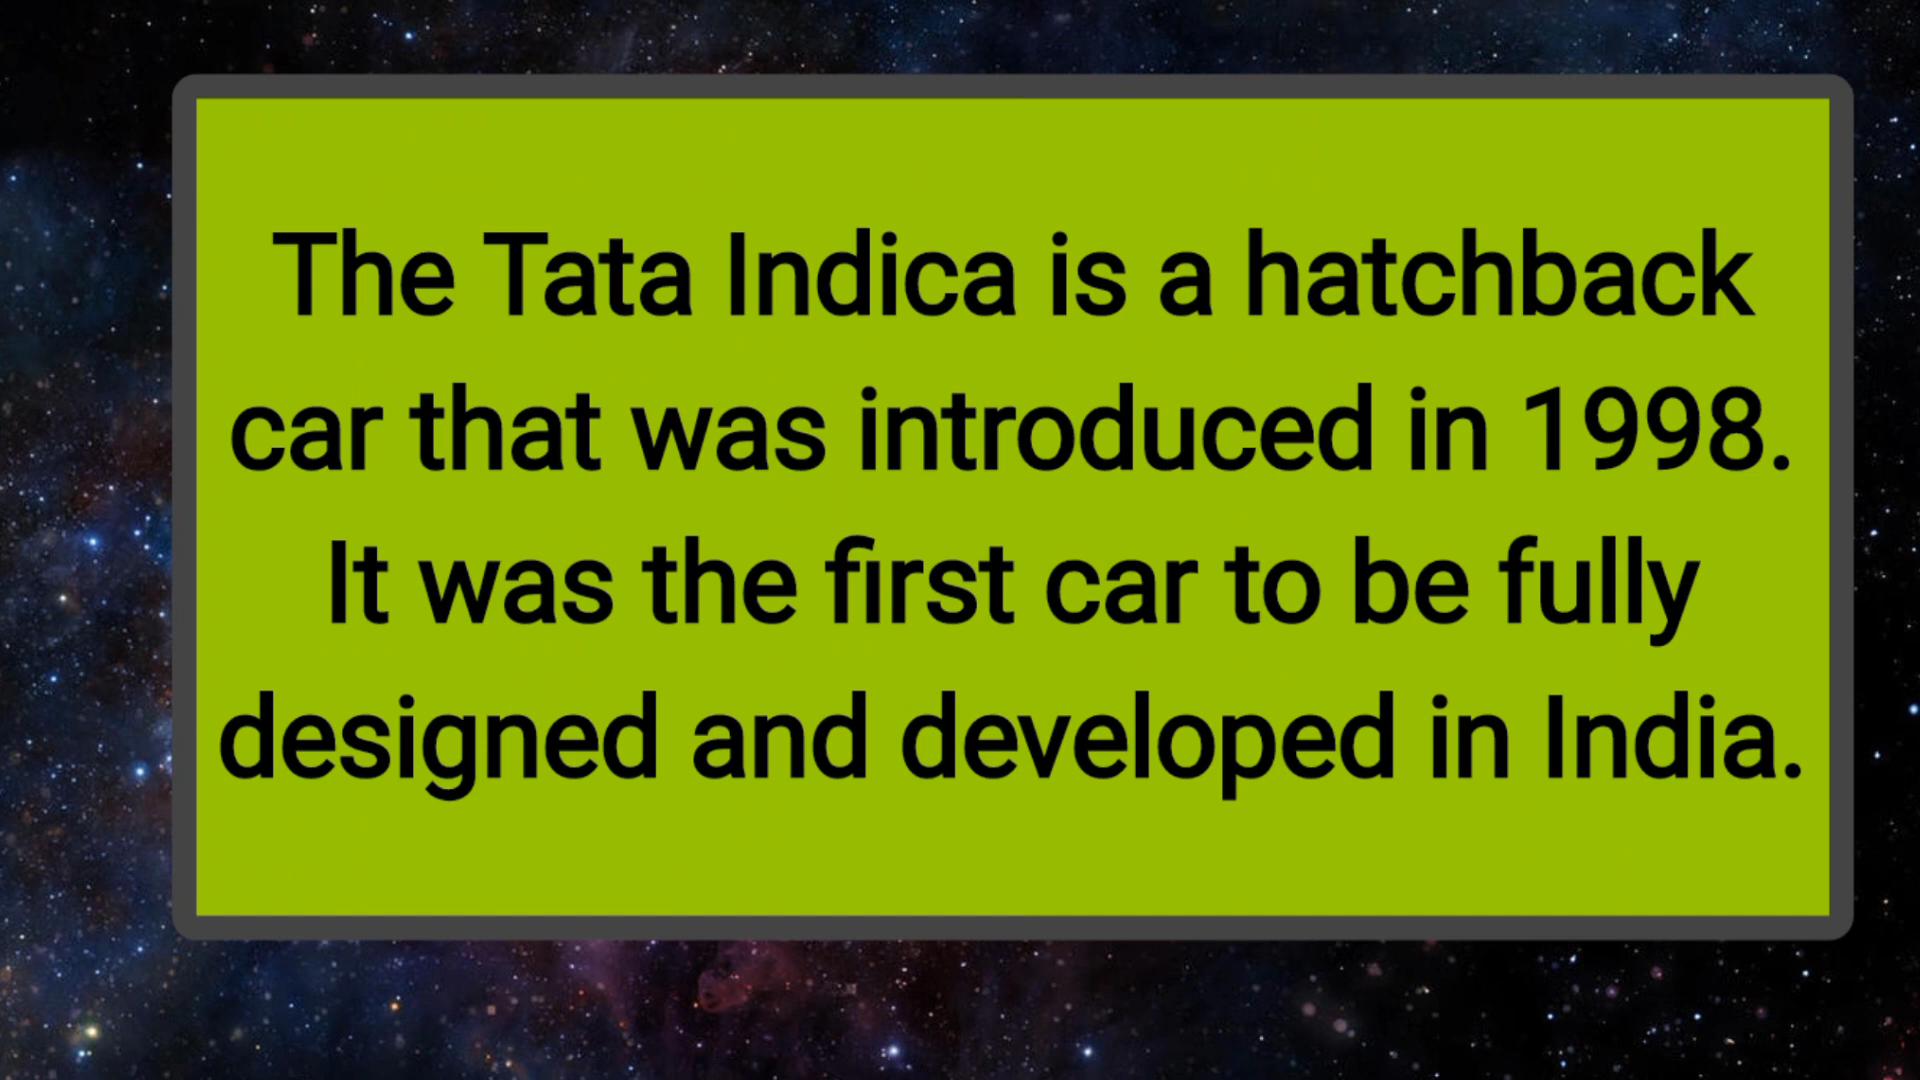 The Tata Indica is a hatchback
car that was introduced in 1998.
It was the first car to be fully
designed and developed in India.